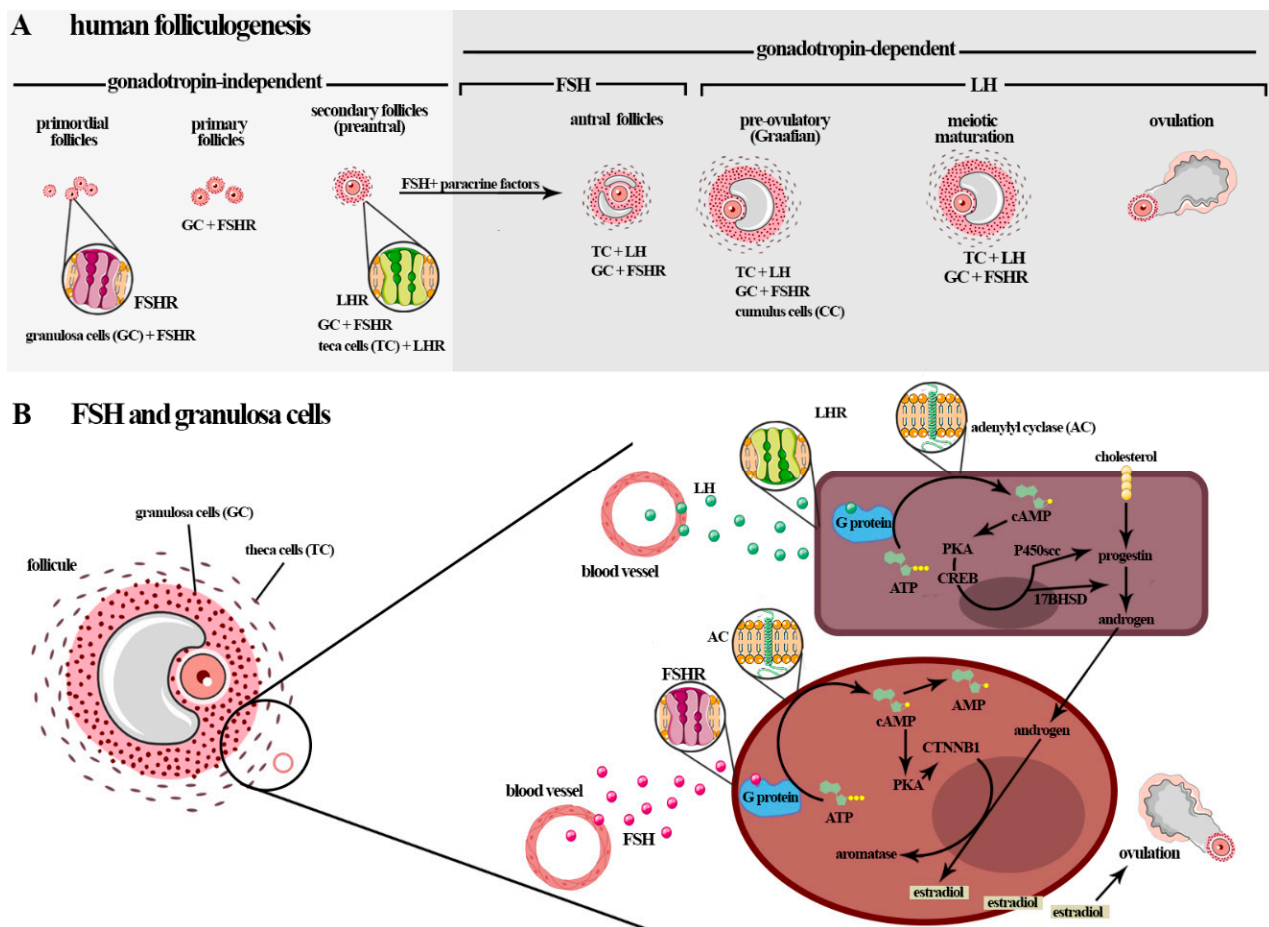 A human folliculogenesis
gonadotropin-dependent
gonadotropin-independent
FSH
LH
primordial
follicles
primary
follicles
secondary follicles
(preantral)
antral follicles
pre-ovulatory
(Graafian)
meiotic
maturation
ovulation
FSH+ paracrine factors
GC + FSHR
FSHR
granulosa cells (GC) + FSHR
LHR
GC + FSHR
teca cells (TC) + LHR
TC + LH
GC + FSHR
TC + LH
GC + FSHR
cumulus cells (CC)
TC + LH
GC + FSHR
B FSH and granulosa cells
granulosa cells (GC)
theca cells (TC)
follicule
LHR
adenylyl cyclase (AC)
cholesterol
LH
blood vessel
G protein
cAMP
PKA
CREB
ATP
P450scc
progestin
17BHSD
androgen
AC
FSHR
blood vessel
FSH
G protein
ATP
cAMP
AMP
PKA
CTNNB1
androgen
aromatase
estradiol
estradiol
estradiol
ovulation